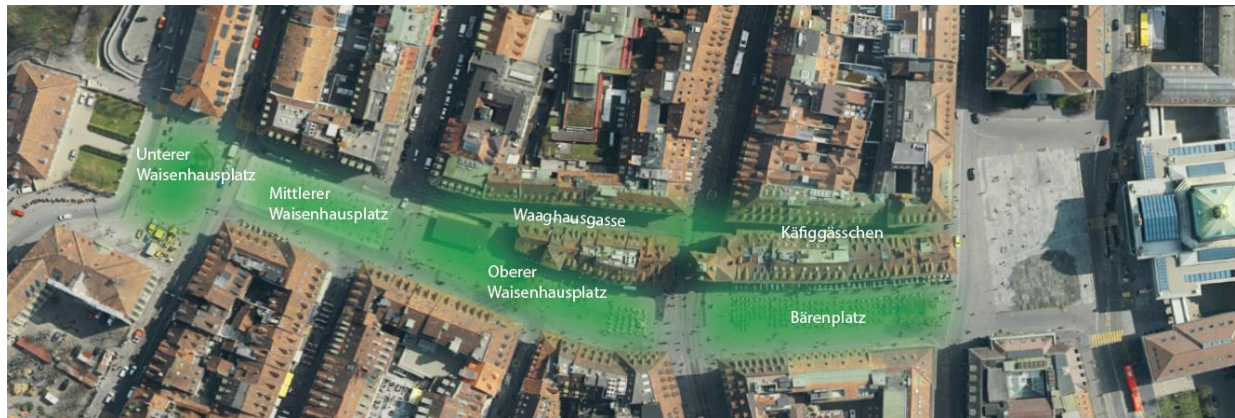 Unterer
Waisenhausplatz
Mittlerer
Waisenhausplatz
Waaghausgasse
Käfiggässchen
Oberer
Waisenhausplatz
Bärenplatz